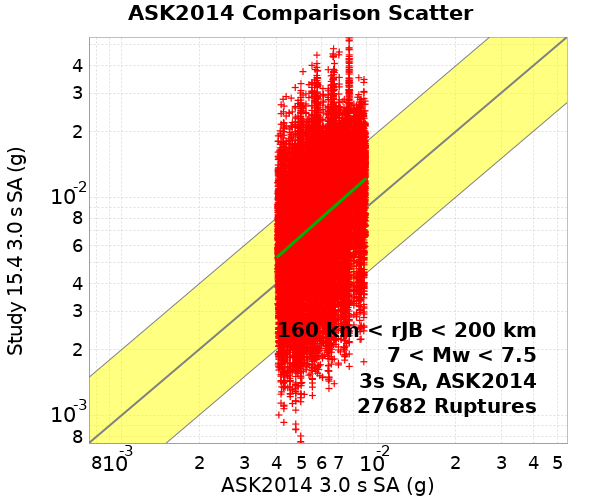 ASK2014 Comparison Scatter
Study 15.4 3.0 s SA (g)
4
3
2
10-2
8
6
4
3
2
10-3
8
160 km < rJB < 200 km
7 < Mw < 7.5
3s SA, ASK2014
27682 Ruptures
8 10-3 2 3 4 5 6 7 10-2 2 3 4 5
ASK2014 3.0 s SA (g)